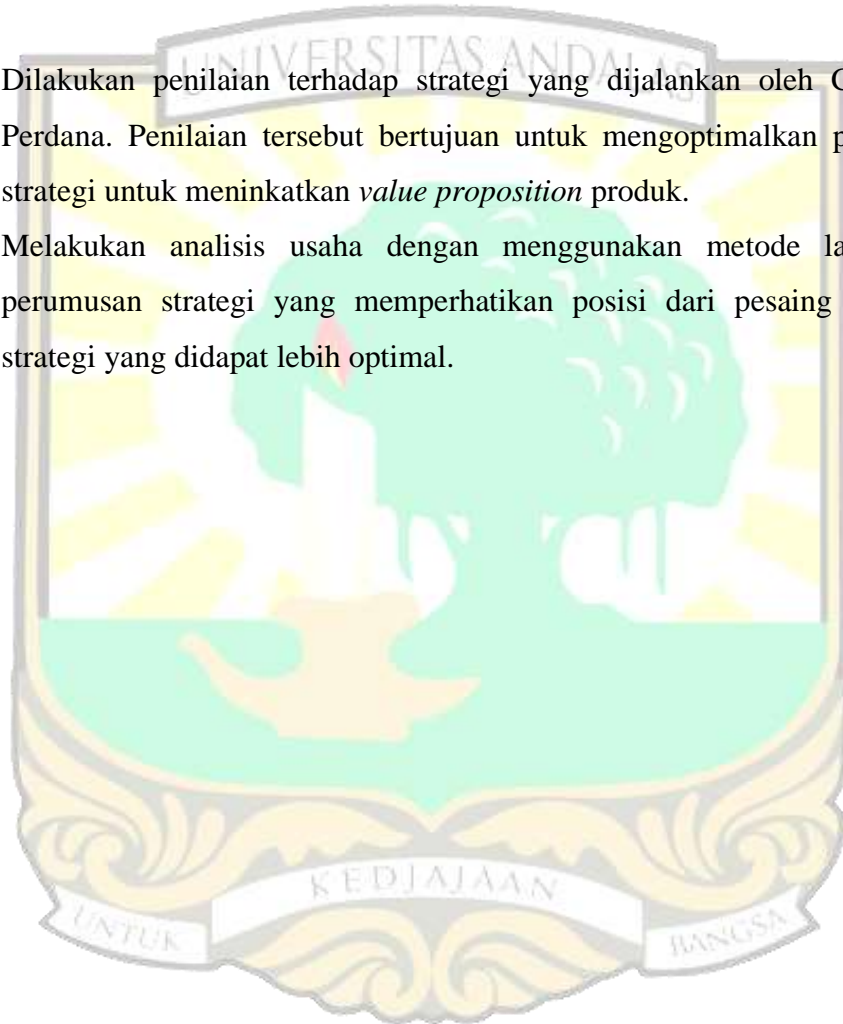 UNIVERSITAS ANDALAS
Dilakukan penilaian terhadap strategi yang dijalankan oleh
Perdana. Penilaian tersebut bertujuan untuk mengoptimalkan
strategi untuk meninkatkan value proposition produk.
Melakukan analisis usaha dengan menggunakan metode
perumusan strategi yang memperhatikan posisi dari pesaing
strategi yang didapat lebih optimal.
KEDJAJAAN
UNTUK
BANGSA